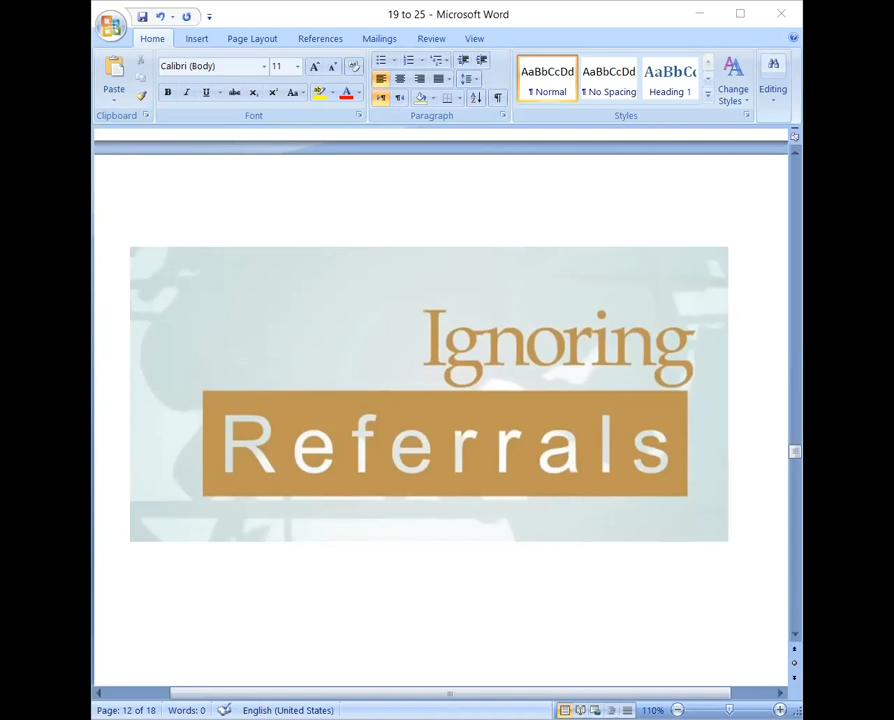 19 to 25 - Microsoft Word
Home Insert Page Layout References Mailings Review View
Calibri (Body) 11
Paste
AaBbCcDd AaBbCcDd AaBbCc
¶ Normal ¶ No Spacing Heading 1
Change Styles
Editing
Clipboard Font Paragraph Styles
Ignoring
Referrals
Page: 12 of 18 Words: 0 English (United States) 110%